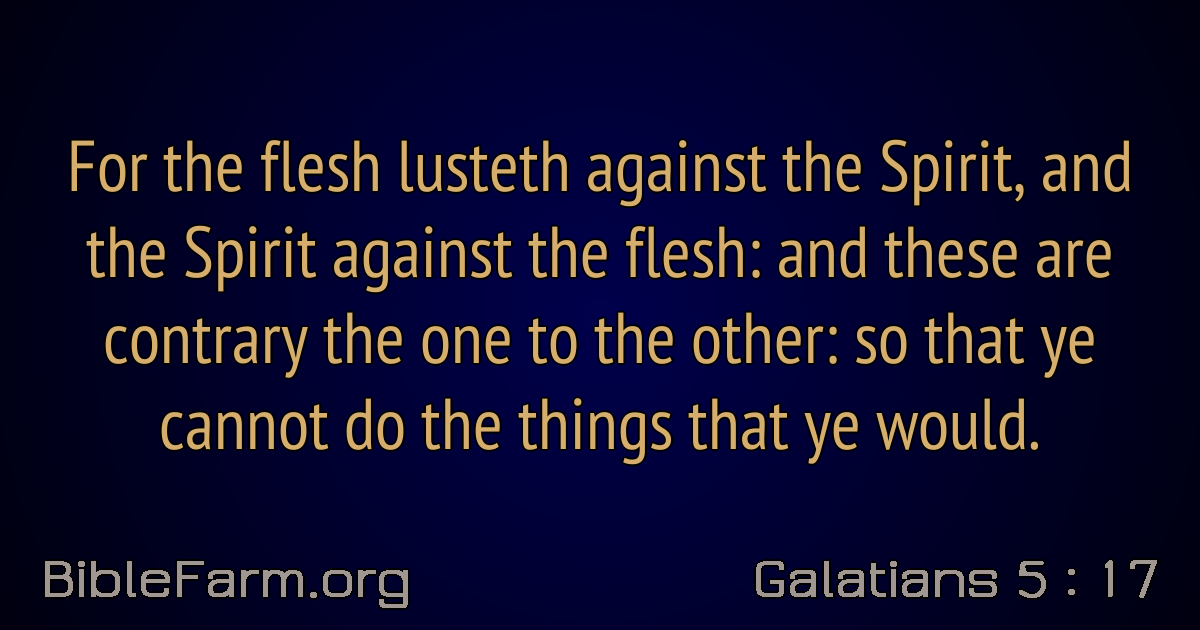 For the flesh lusteth against the Spirit, and
the Spirit against the flesh: and these are
contrary the one to the other: so that ye
cannot do the things that ye would.
BibleFarm.org
Galatians 5 : 17